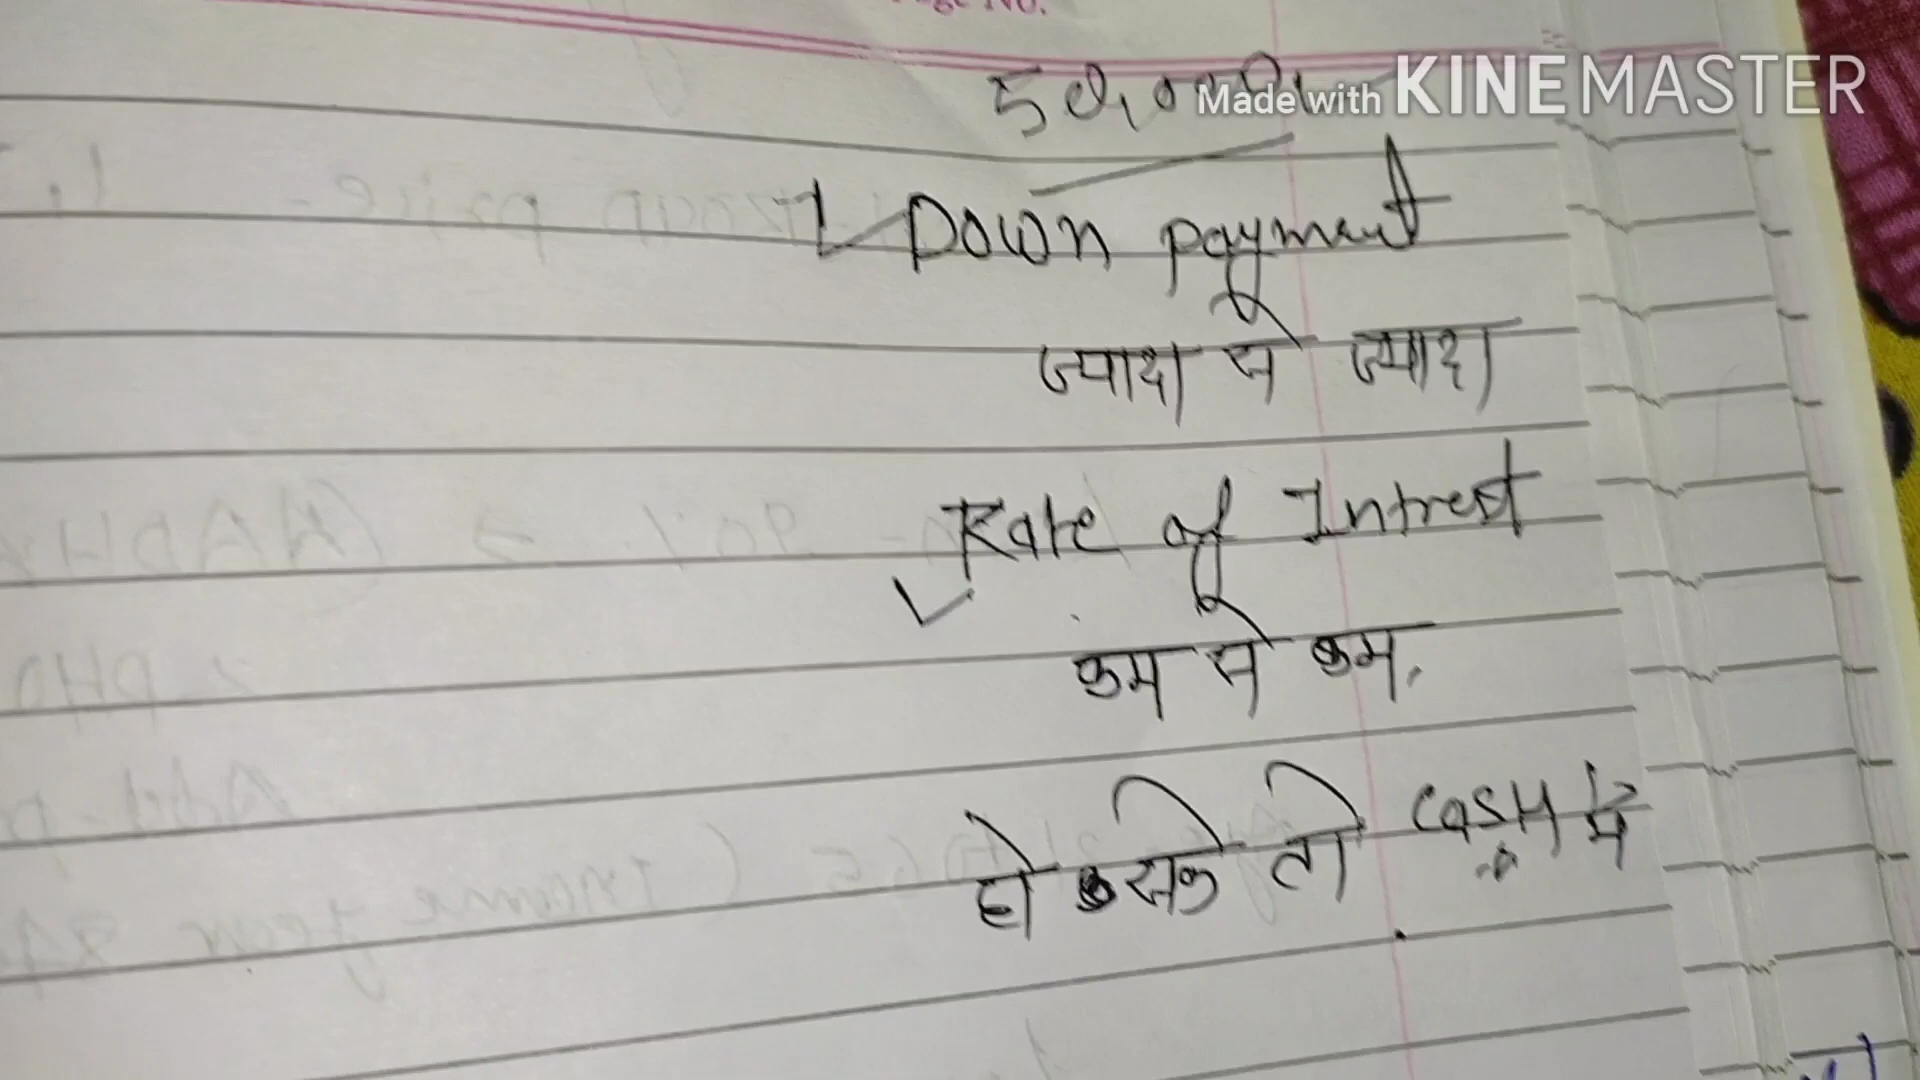 Made with KINEMASTER
Down payment
ज्यादा से ज्यादा
Rate of Intrest
कम से कम.
हो सके तो CASH में